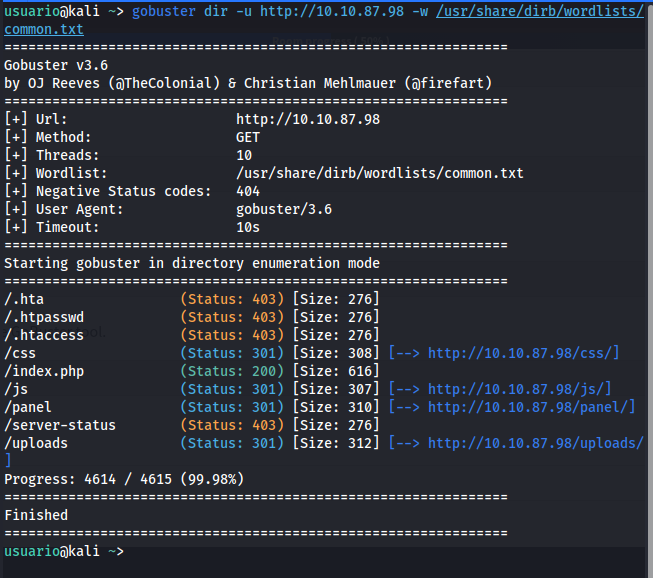 usuario@kali ~> gobuster dir -u http://10.10.87.98 -w /usr/share/dirb/wordlists/
common.txt
===============================================================
Gobuster v3.6
by OJ Reeves (@TheColonial) & Christian Mehlmauer (@firefart)
===============================================================
[+] Url:                     http://10.10.87.98
[+] Method:                  GET
[+] Threads:                 10
[+] Wordlist:                /usr/share/dirb/wordlists/common.txt
[+] Negative Status codes:   404
[+] User Agent:              gobuster/3.6
[+] Timeout:                 10s
===============================================================
Starting gobuster in directory enumeration mode
===============================================================
/.hta                 (Status: 403) [Size: 276]
/.htpasswd            (Status: 403) [Size: 276]
/.htaccess            (Status: 403) [Size: 276]
/css                  (Status: 301) [Size: 308] [--> http://10.10.87.98/css/]
/index.php            (Status: 200) [Size: 616]
/js                   (Status: 301) [Size: 307] [--> http://10.10.87.98/js/]
/panel                (Status: 301) [Size: 310] [--> http://10.10.87.98/panel/]
/server-status        (Status: 403) [Size: 276]
/uploads              (Status: 301) [Size: 312] [--> http://10.10.87.98/uploads/
]
Progress: 4614 / 4615 (99.98%)
===============================================================
Finished
===============================================================
usuario@kali ~>